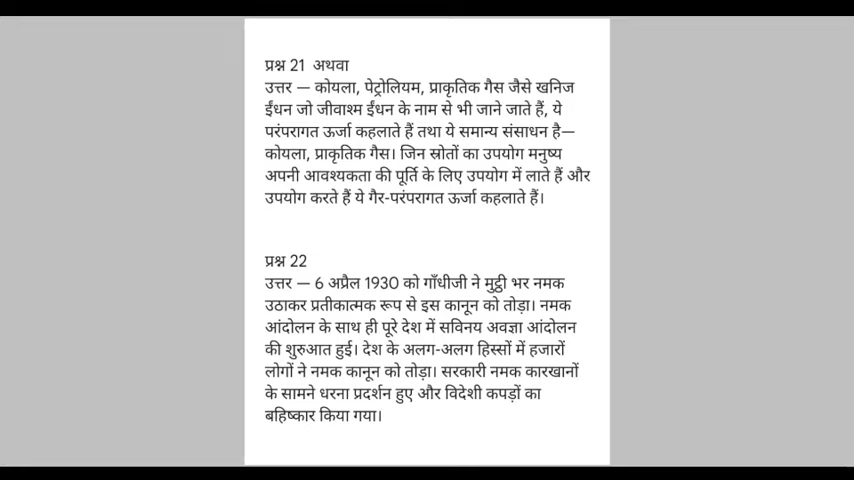 प्रश्न 21 अथवा
उत्तर — कोयला, पेट्रोलियम, प्राकृतिक गैस जैसे खनिज
ईंधन जो जीवाश्म ईंधन के नाम से भी जाने जाते हैं, ये
परंपरागत ऊर्जा कहलाते हैं तथा ये समान्य संसाधन है—
कोयला, प्राकृतिक गैस। जिन स्रोतों का उपयोग मनुष्य
अपनी आवश्यकता की पूर्ति के लिए उपयोग में लाते हैं और
उपयोग करते हैं ये गैर-परंपरागत ऊर्जा कहलाते हैं।
प्रश्न 22
उत्तर — 6 अप्रैल 1930 को गाँधीजी ने मुट्ठी भर नमक
उठाकर प्रतीकात्मक रूप से इस कानून को तोड़ा। नमक
आंदोलन के साथ ही पूरे देश में सविनय अवज्ञा आंदोलन
की शुरुआत हुई। देश के अलग-अलग हिस्सों में हजारों
लोगों ने नमक कानून को तोड़ा। सरकारी नमक कारखानों
के सामने धरना प्रदर्शन हुए और विदेशी कपड़ों का
बहिष्कार किया गया।